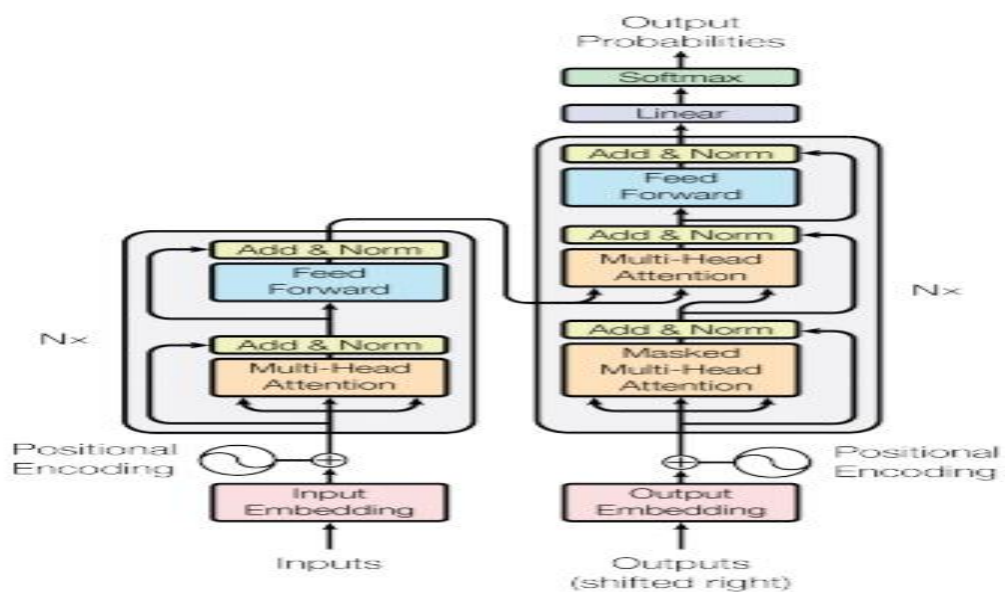 Output
Probabilities
Softmax
Linear
Add & Norm
Feed
Forward
Add & Norm
Multi-Head
Attention
Add & Norm
Masked
Multi-Head
Attention
Nx
Add & Norm
Feed
Forward
Add & Norm
Multi-Head
Attention
Nx
Positional
Encoding
Positional
Encoding
Input
Embedding
Output
Embedding
Inputs
Outputs
(shifted right)